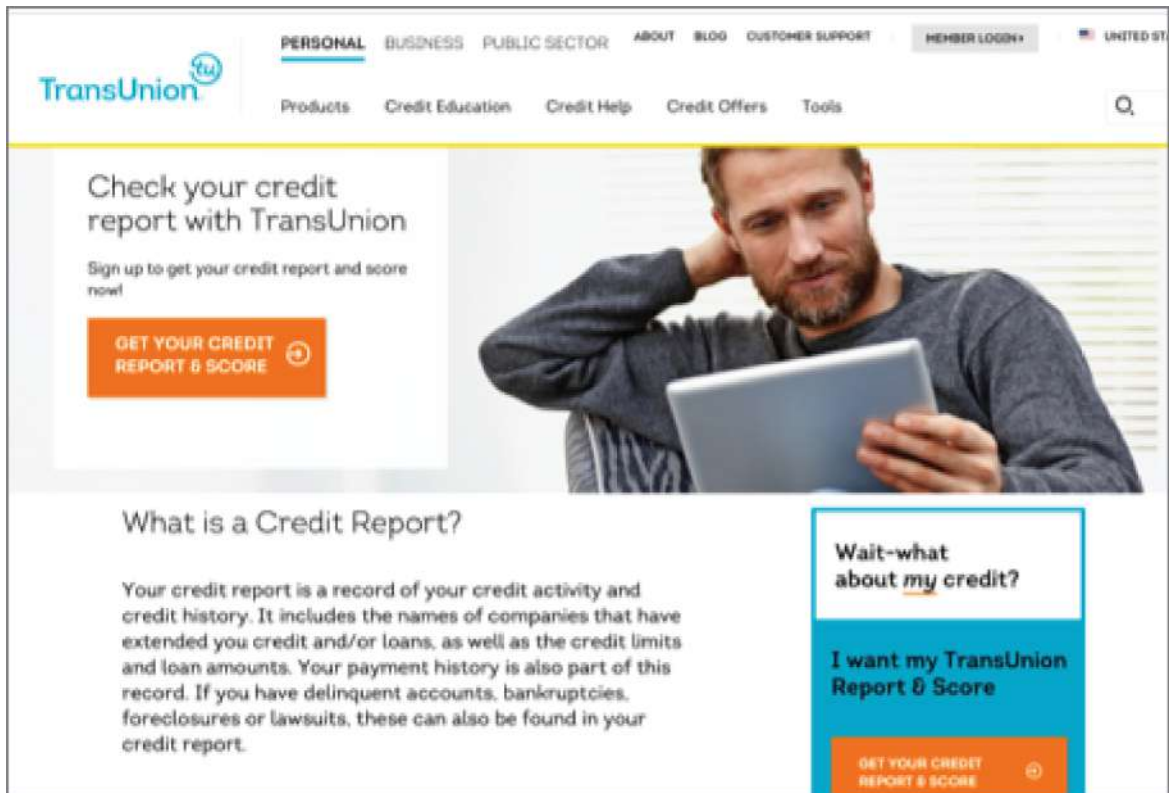 PERSONAL BUSINESS PUBLIC SECTOR ABOUT BLOG CUSTOMER SUPPORT MEMBER LOGIN UNITED ST
tu
TransUnion
Products Credit Education Credit Help Credit Offers Tools
Check your credit
report with TransUnion
Sign up to get your credit report and score
now!
GET YOUR CREDIT
REPORT & SCORE
What is a Credit Report?
Your credit report is a record of your credit activity and
credit history. It includes the names of companies that have
extended you credit and/or loans, as well as the credit limits
and loan amounts. Your payment history is also part of this
record. If you have delinquent accounts, bankruptcies,
foreclosures or lawsuits, these can also be found in your
credit report.
Wait-what
about my credit?
I want my TransUnion
Report & Score
GET YOUR CREDIT
REPORT & SCORE